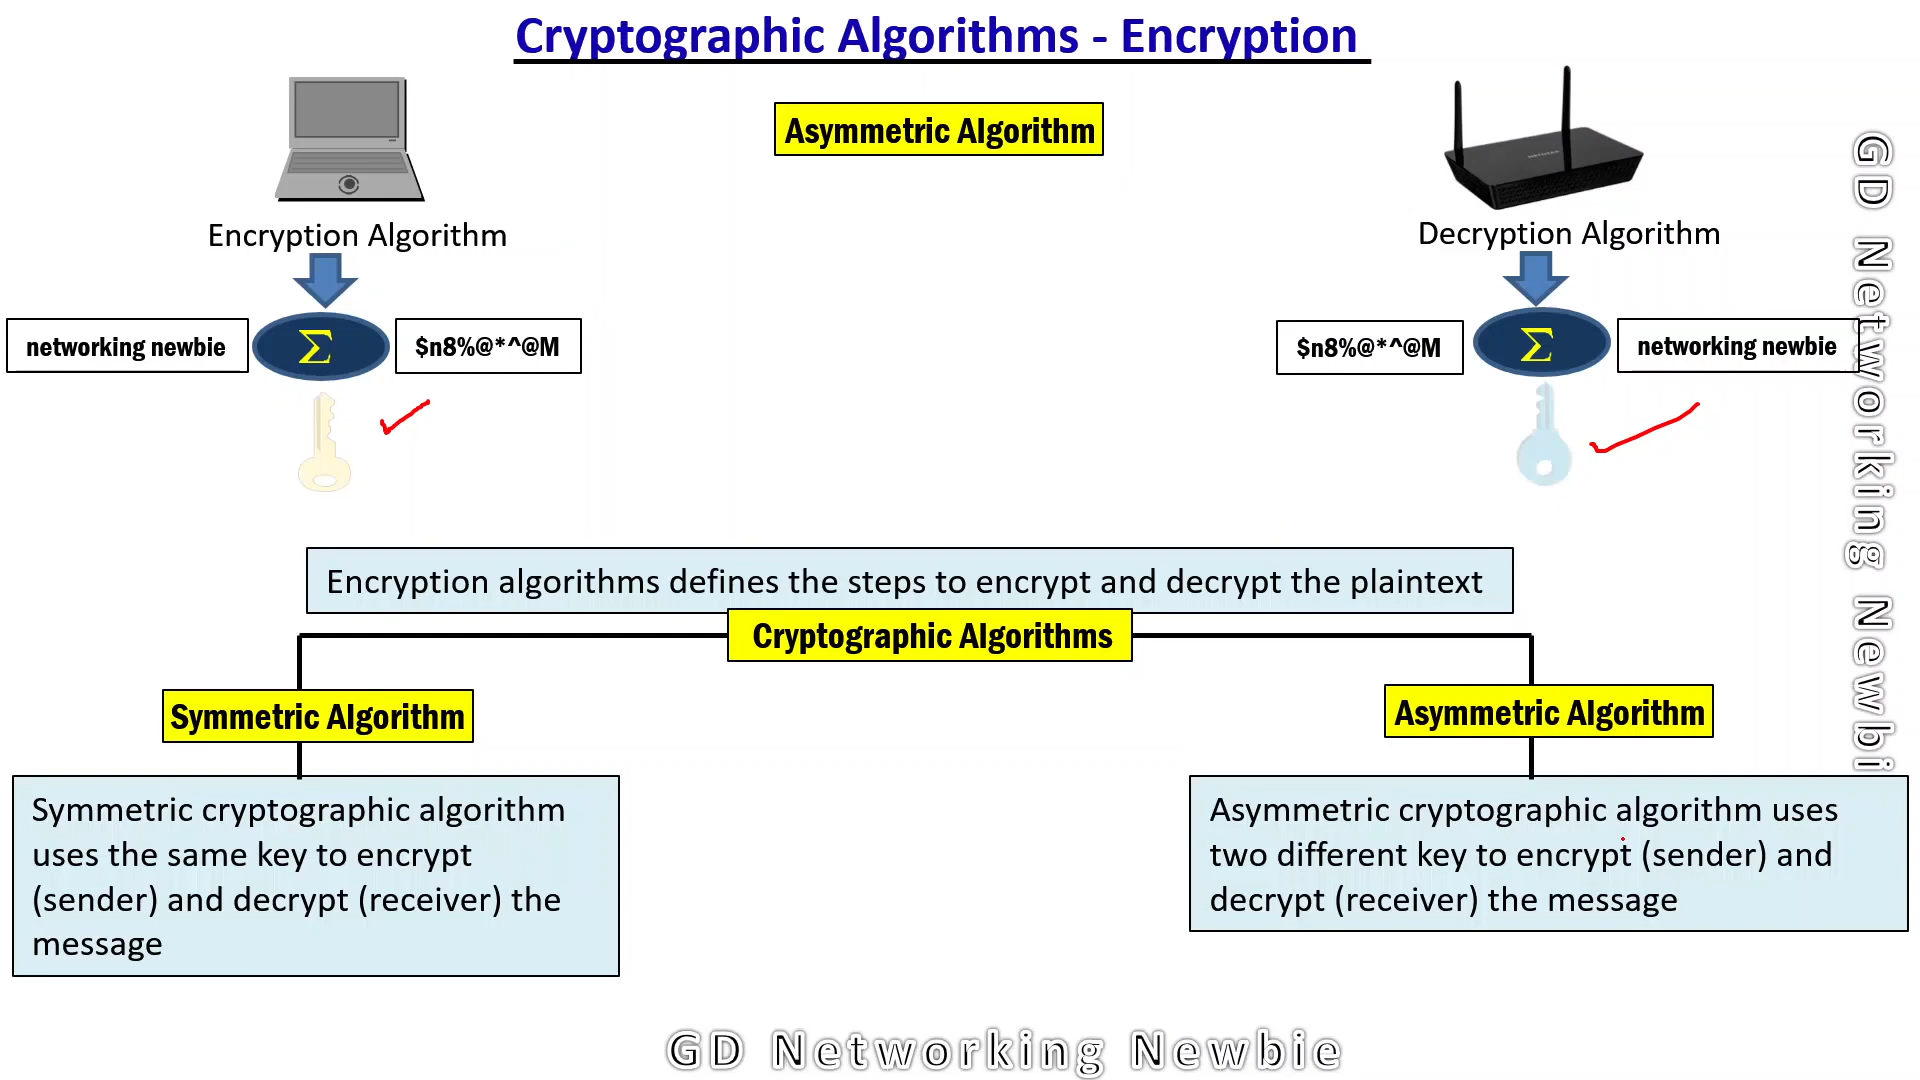 Cryptographic Algorithms - Encryption
Asymmetric Algorithm
Encryption Algorithm
Decryption Algorithm
networking newbie
Σ
$n8%@*^@M
$n8%@*^@M
Σ
networking newbie
Encryption algorithms defines the steps to encrypt and decrypt the plaintext
Cryptographic Algorithms
Symmetric Algorithm
Asymmetric Algorithm
Symmetric cryptographic algorithm
uses the same key to encrypt
(sender) and decrypt (receiver) the
message
Asymmetric cryptographic algorithm uses
two different key to encrypt (sender) and
decrypt (receiver) the message
GD Networking Newbi
GD Networking Newbie